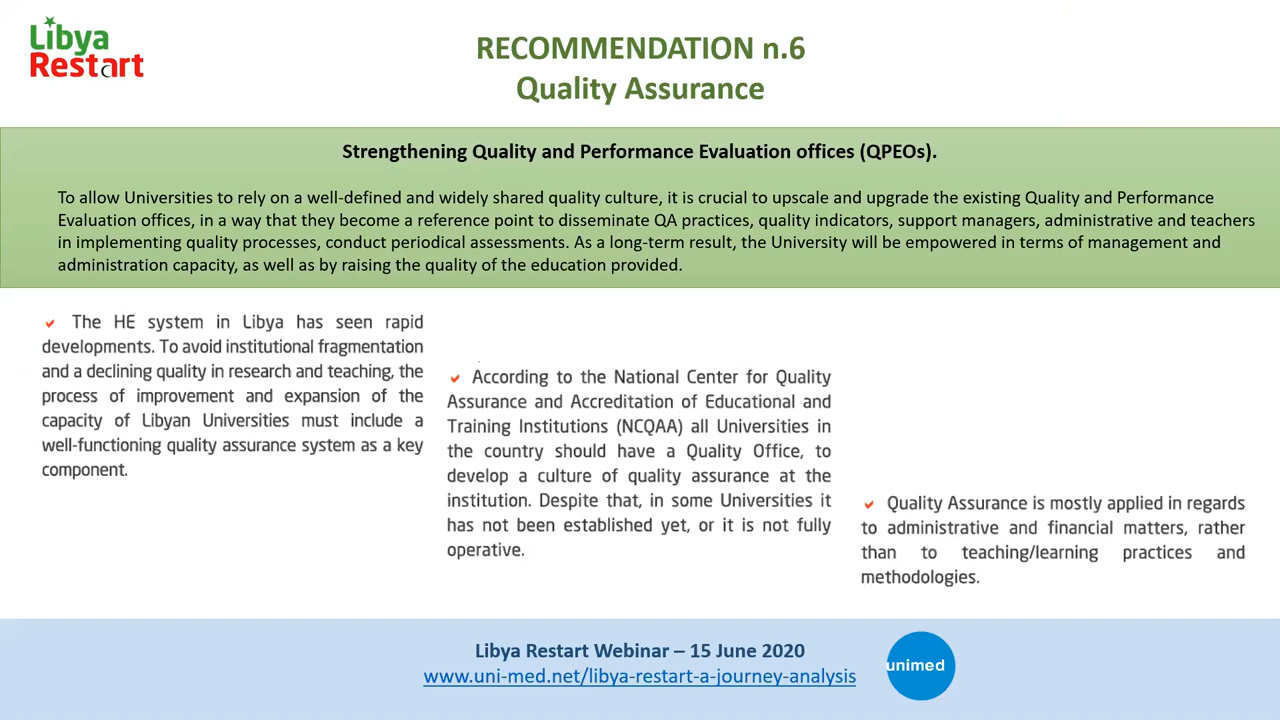 Libya
Restart
RECOMMENDATION n.6
Quality Assurance
Strengthening Quality and Performance Evaluation offices (QPEOs).
To allow Universities to rely on a well-defined and widely shared quality culture, it is crucial to upscale and upgrade the existing Quality and Performance
Evaluation offices, in a way that they become a reference point to disseminate QA practices, quality indicators, support managers, administrative and teachers
in implementing quality processes, conduct periodical assessments. As a long-term result, the University will be empowered in terms of management and
administration capacity, as well as by raising the quality of the education provided.
The HE system in Libya has seen rapid
developments. To avoid institutional fragmentation
and a declining quality in research and teaching, the
process of improvement and expansion of the
capacity of Libyan Universities must include a
well-functioning quality assurance system as a key
component.
According to the National Center for Quality
Assurance and Accreditation of Educational and
Training Institutions (NCQAA) all Universities in
the country should have a Quality Office, to
develop a culture of quality assurance at the
institution. Despite that, in some Universities it
has not been established yet, or it is not fully
operative.
Quality Assurance is mostly applied in regards
to administrative and financial matters, rather
than to teaching/learning practices and
methodologies.
Libya Restart Webinar – 15 June 2020
www.uni-med.net/libya-restart-a-journey-analysis
unimed